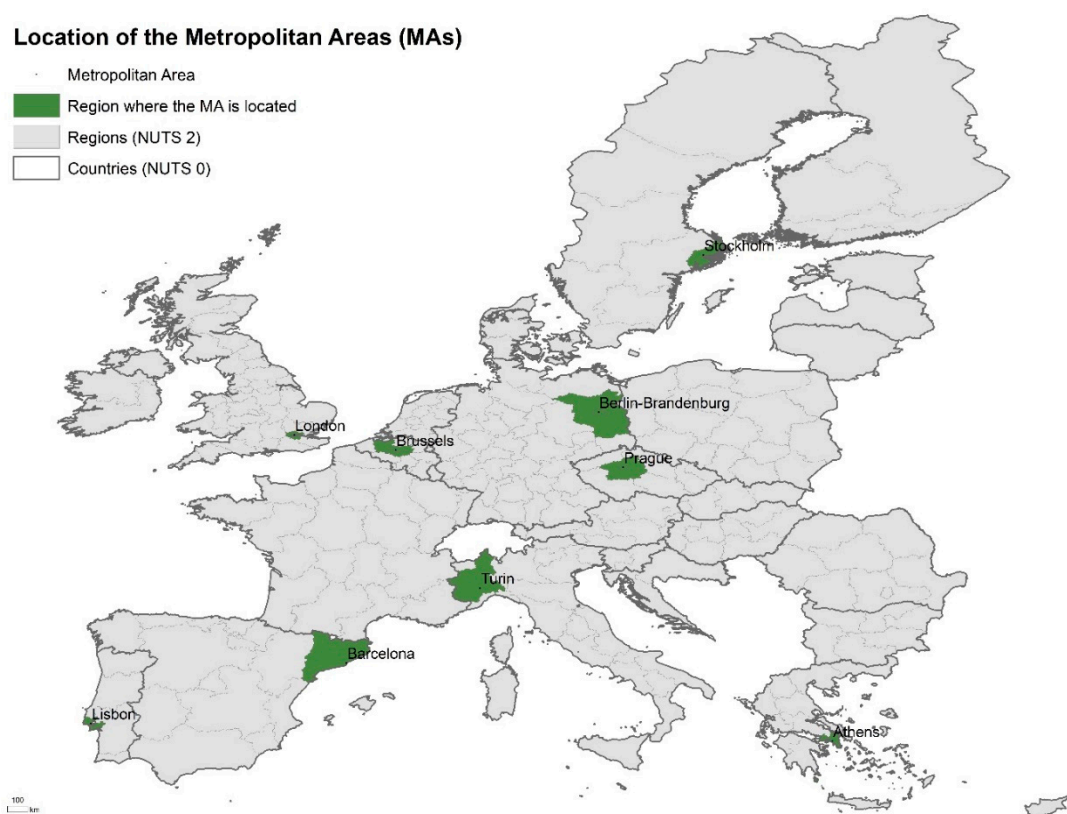 Location of the Metropolitan Areas (MAs)
Metropolitan Area
Region where the MA is located
Regions (NUTS 2)
Countries (NUTS 0)
Stockholm
Berlin-Brandenburg
London
Brussels
Prague
Turin
Barcelona
Lisbon
Athens
100
km